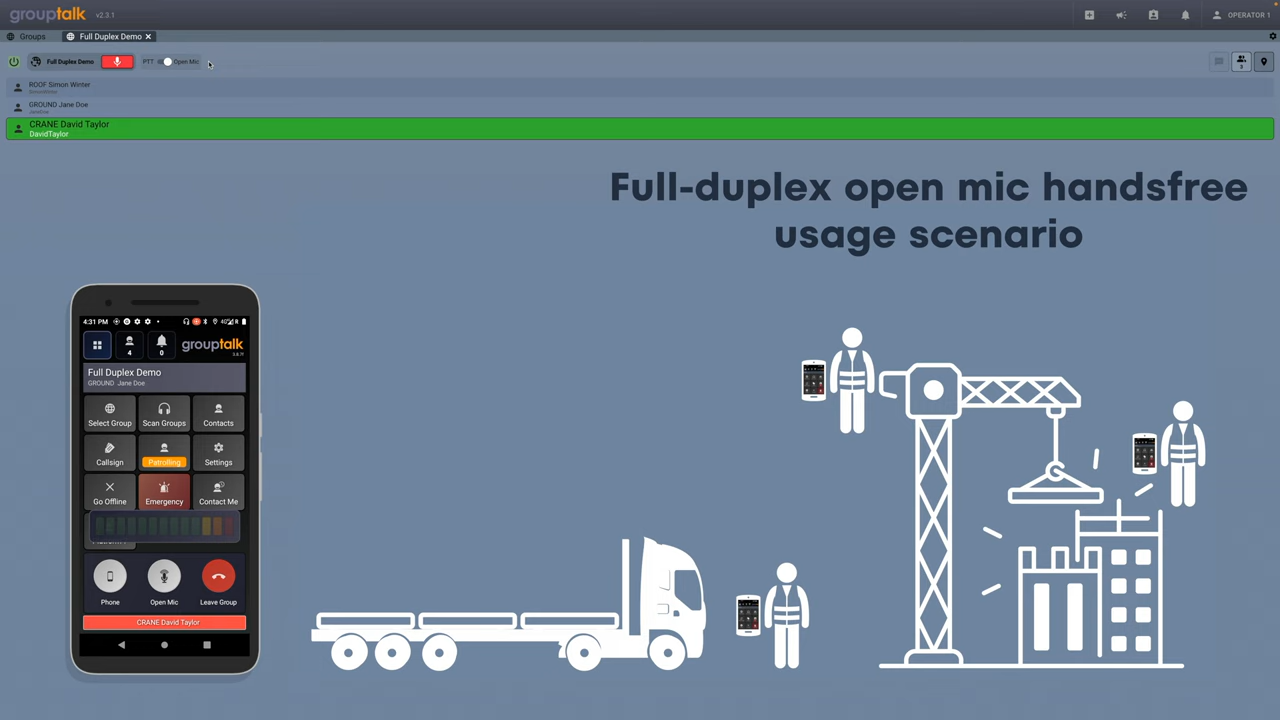 grouptalk v2.3.1
OPERATOR 1
Groups
Full Duplex Demo
Full Duplex Demo
PTT
Open Mic
3
ROOF Simon Winter
SimonWinter
GROUND Jane Doe
JaneDoe
CRANE David Taylor
DavidTaylor
Full-duplex open mic handsfree
usage scenario
4:31 PM
4
0
grouptalk
Full Duplex Demo
GROUND Jane Doe
Select Group
Scan Groups
Contacts
Callsign
Patrolling
Settings
Go Offline
Emergency
Contact Me
Phone
Open Mic
Leave Group
CRANE David Taylor